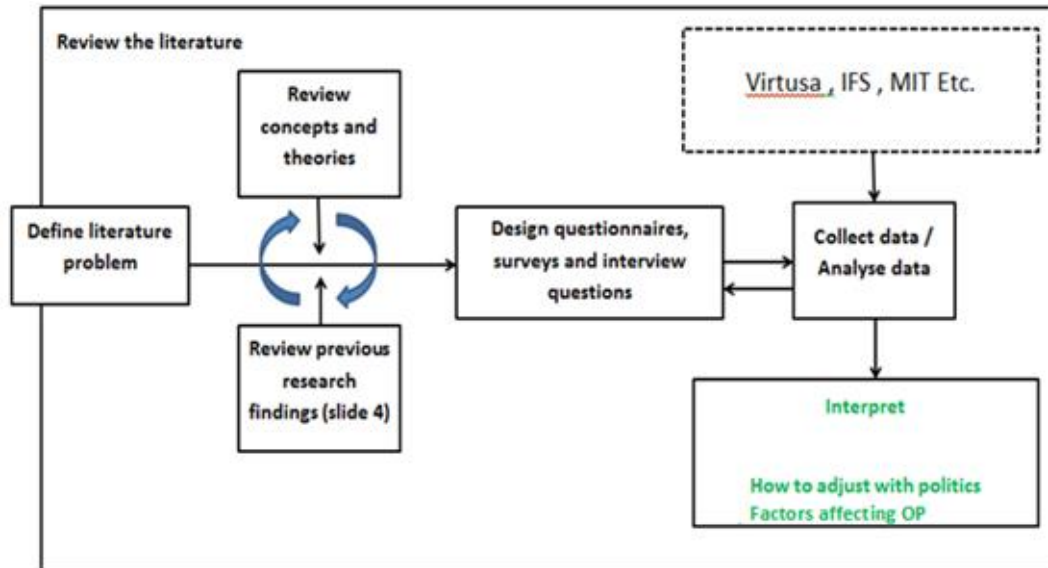 Review the literature
Virtusa , IFS , MIT Etc.
Review
concepts and
theories
Define literature
problem
Design questionnaires,
surveys and interview
questions
Collect data /
Analyse data
Review previous
research
findings (slide 4)
Interpret
How to adjust with politics
Factors affecting OP